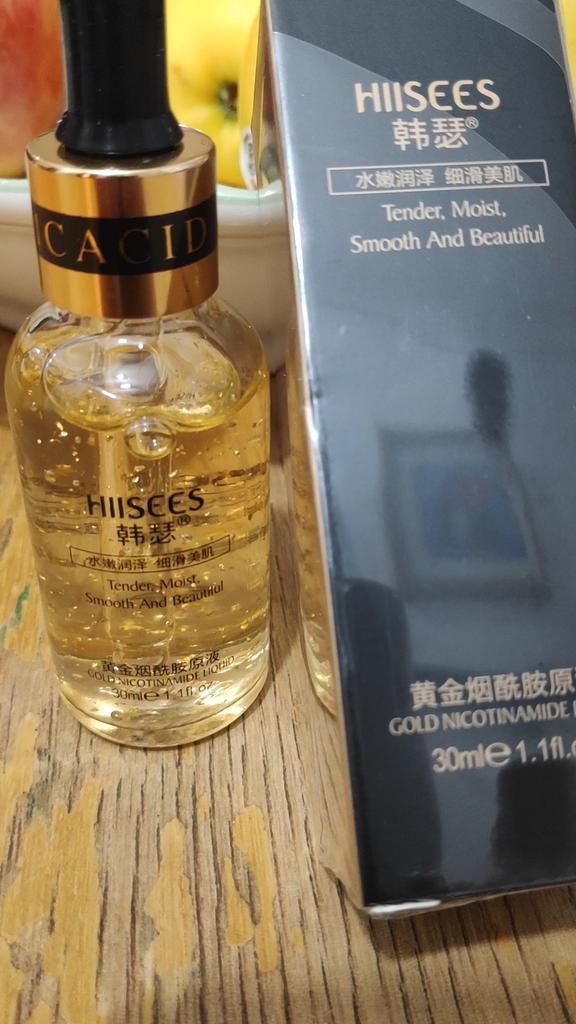 ICACID
HIISEES
韩瑟®
水嫩润泽 细滑美肌
Tender, Moist,
Smooth And Beautiful
黄金烟酰胺原液
GOLD NICOTINAMIDE LIQUID
30ml℮1.1fl.oz
HIISEES
韩瑟®
水嫩润泽 细滑美肌
Tender, Moist,
Smooth And Beautiful
黄金烟酰胺原
GOLD NICOTINAMIDE
30ml℮1.1fl.